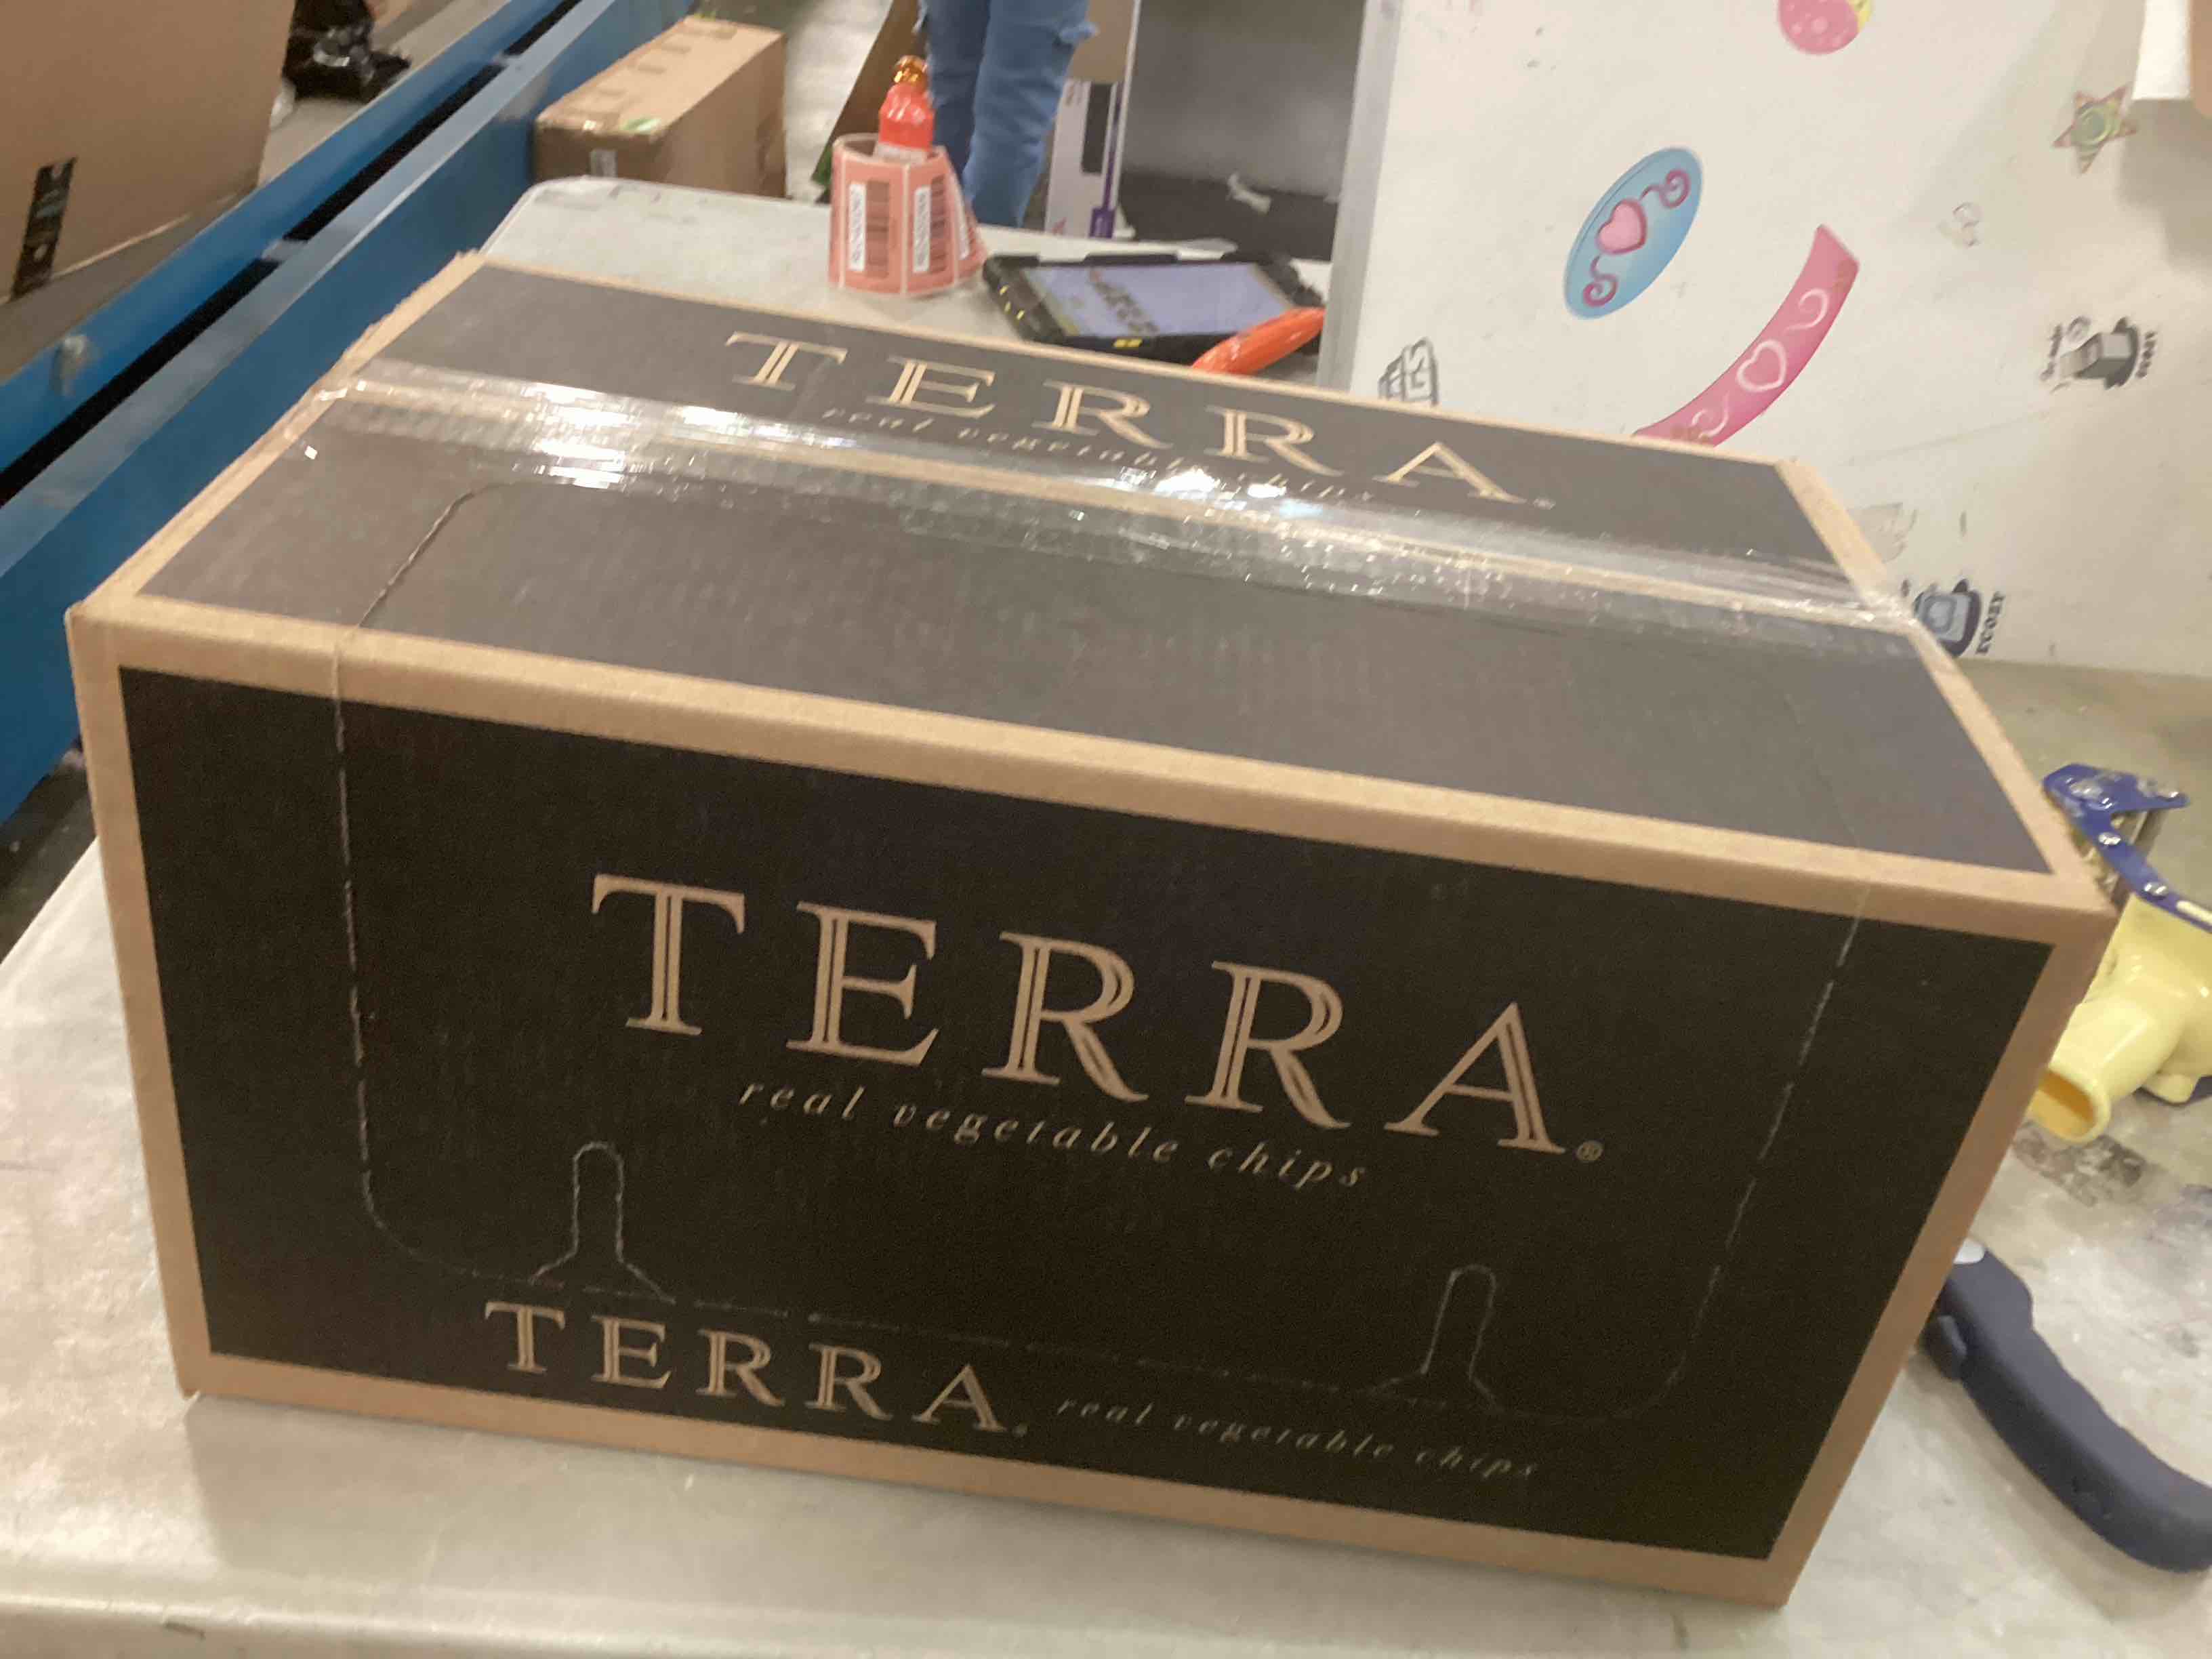 TERRA
real vegetable chips
TERRA®
real vegetable chips
TERRA® real vegetable chips